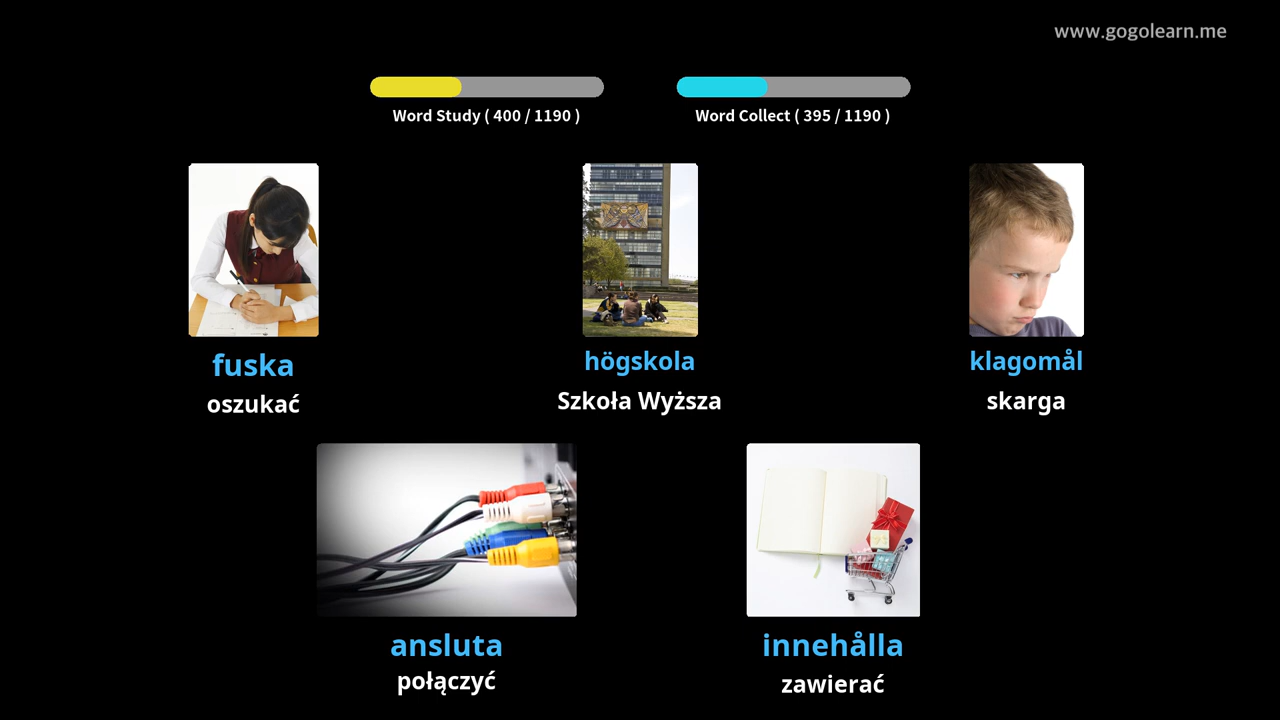 www.gogolearn.me
Word Study ( 400 / 1190 )
Word Collect ( 395 / 1190 )
fuska
oszukać
högskola
Szkoła Wyższa
klagomål
skarga
ansluta
połączyć
innehålla
zawierać